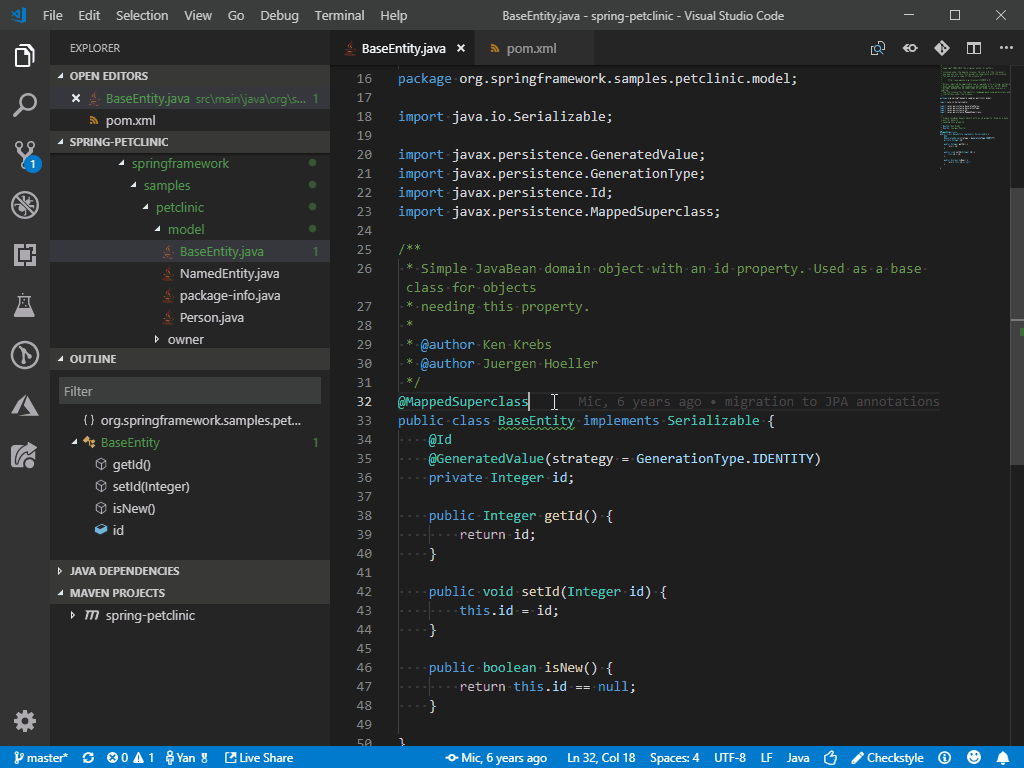 File Edit Selection View Go Debug Terminal Help BaseEntity.java - spring-petclinic - Visual Studio Code
EXPLORER
OPEN EDITORS
BaseEntity.java src\main\java\org\s... 1
pom.xml
SPRING-PETCLINIC
springframework
samples
petclinic
model
BaseEntity.java 1
NamedEntity.java
package-info.java
Person.java
owner
OUTLINE
Filter
{} org.springframework.samples.pet...
BaseEntity 1
getId()
setId(Integer)
isNew()
id
JAVA DEPENDENCIES
MAVEN PROJECTS
m spring-petclinic
1
BaseEntity.java pom.xml
16 package org.springframework.samples.petclinic.model;
17
18 import java.io.Serializable;
19
20 import javax.persistence.GeneratedValue;
21 import javax.persistence.GenerationType;
22 import javax.persistence.Id;
23 import javax.persistence.MappedSuperclass;
24
25 /**
26 * Simple JavaBean domain object with an id property. Used as a base
class for objects
27 * needing this property.
28 *
29 * @author Ken Krebs
30 * @author Juergen Hoeller
31 */
32 @MappedSuperclass Mic, 6 years ago • migration to JPA annotations
33 public class BaseEntity implements Serializable {
34 @Id
35 @GeneratedValue(strategy = GenerationType.IDENTITY)
36 private Integer id;
37
38 public Integer getId() {
39 return id;
40 }
41
42 public void setId(Integer id) {
43 this.id = id;
44 }
45
46 public boolean isNew() {
47 return this.id == null;
48 }
49
50 }
master* 0 1 Yan 8 Live Share Mic, 6 years ago Ln 32, Col 18 Spaces: 4 UTF-8 LF Java Checkstyle